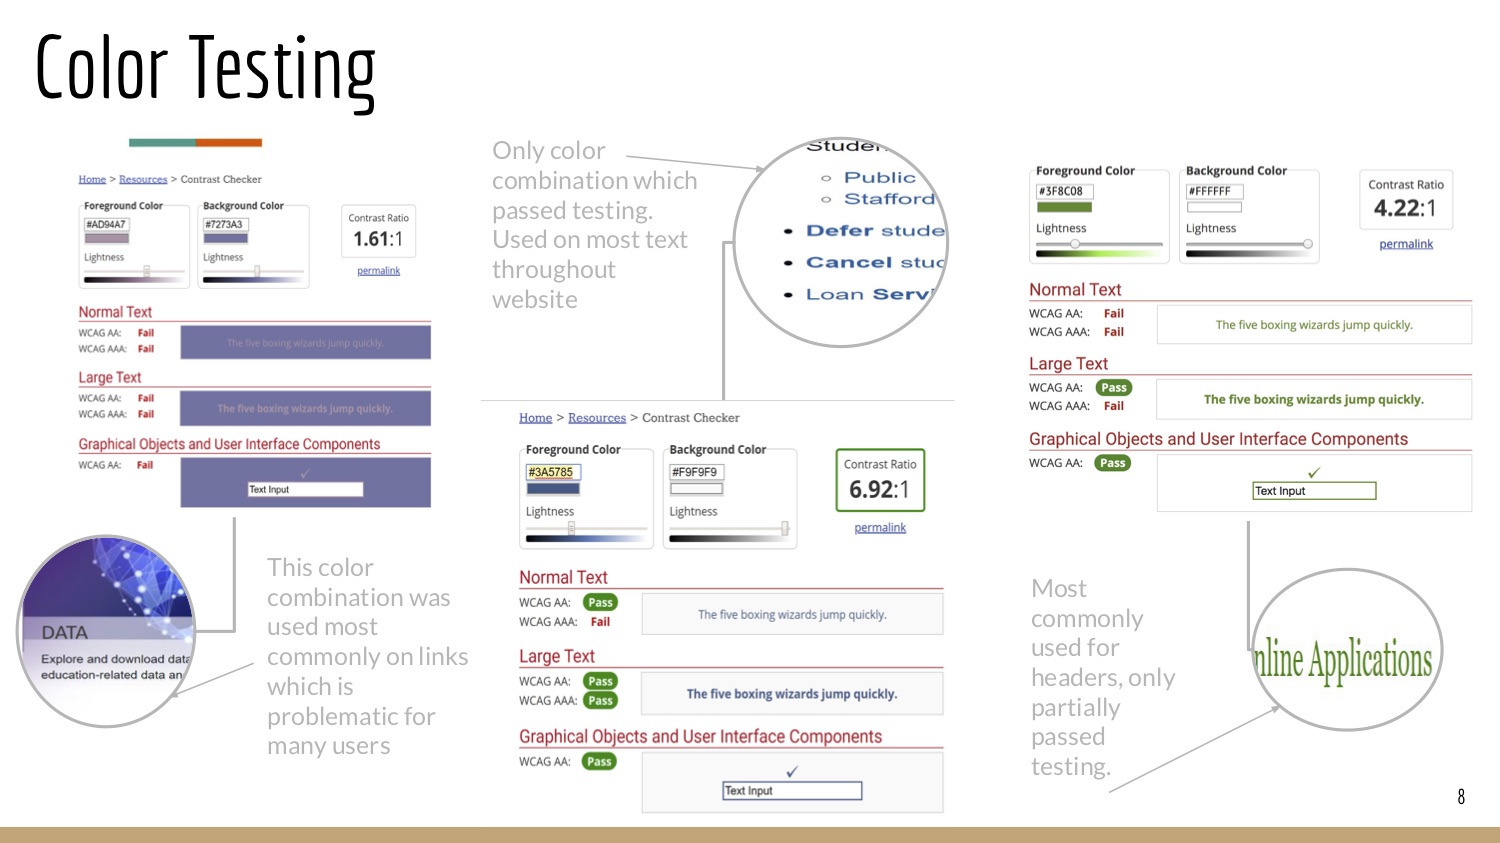 Color Testing
Home > Resources > Contrast Checker
Foreground Color
#AD94A7
Lightness
Background Color
#7273A3
Lightness
Contrast Ratio
1.61:1
permalink
Normal Text
WCAG AA: Fail
WCAG AAA: Fail
The five boxing wizards jump quickly.
Large Text
WCAG AA: Fail
WCAG AAA: Fail
The five boxing wizards jump quickly.
Graphical Objects and User Interface Components
WCAG AA: Fail
✓
Text Input
DATA
Explore and download data
education-related data an
This color
combination was
used most
commonly on links
which is
problematic for
many users
Only color
combination which
passed testing.
Used on most text
throughout
website
Studen
Public
Stafford
Defer stude
Cancel stud
Loan Servi
Home > Resources > Contrast Checker
Foreground Color
#3A5785
Lightness
Background Color
#F9F9F9
Lightness
Contrast Ratio
6.92:1
permalink
Normal Text
WCAG AA: Pass
WCAG AAA: Fail
The five boxing wizards jump quickly.
Large Text
WCAG AA: Pass
WCAG AAA: Pass
The five boxing wizards jump quickly.
Graphical Objects and User Interface Components
WCAG AA: Pass
✓
Text Input
Foreground Color
#3F8C08
Lightness
Background Color
#FFFFFF
Lightness
Contrast Ratio
4.22:1
permalink
Normal Text
WCAG AA: Fail
WCAG AAA: Fail
The five boxing wizards jump quickly.
Large Text
WCAG AA: Pass
WCAG AAA: Fail
The five boxing wizards jump quickly.
Graphical Objects and User Interface Components
WCAG AA: Pass
✓
Text Input
Most
commonly
used for
headers, only
partially
passed
testing.
nline Applications
8